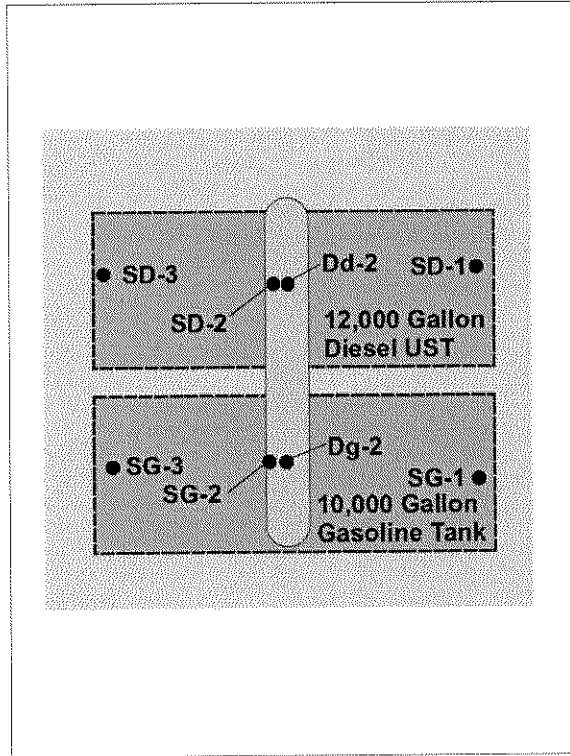 Dd-2
SD-1
SD-3
SD-2
12,000 Gallon
Diesel UST
Dg-2
SG-3
SG-1
SG-2
10,000 Gallon
Gasoline Tank